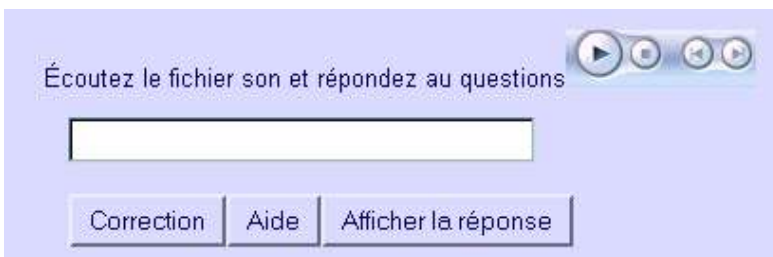 Écoutez le fichier son et répondez au questions
Correction Aide Afficher la réponse